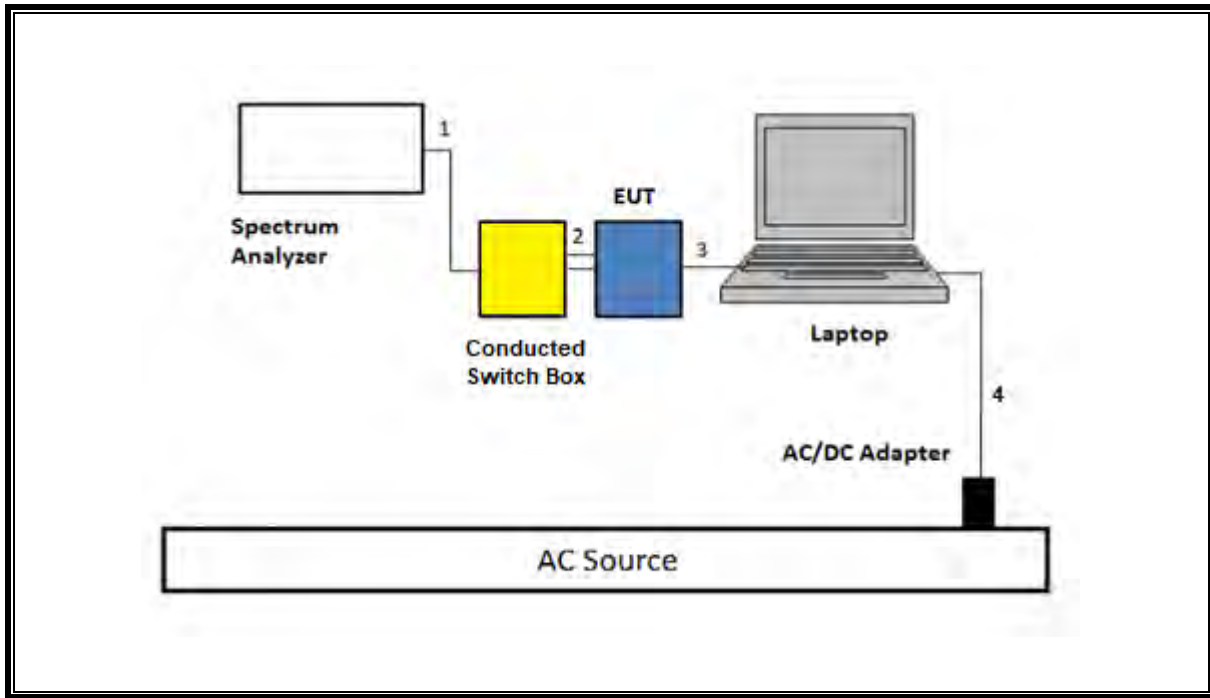 1
Spectrum
Analyzer
2
EUT
3
Conducted
Switch Box
Laptop
4
AC/DC Adapter
AC Source